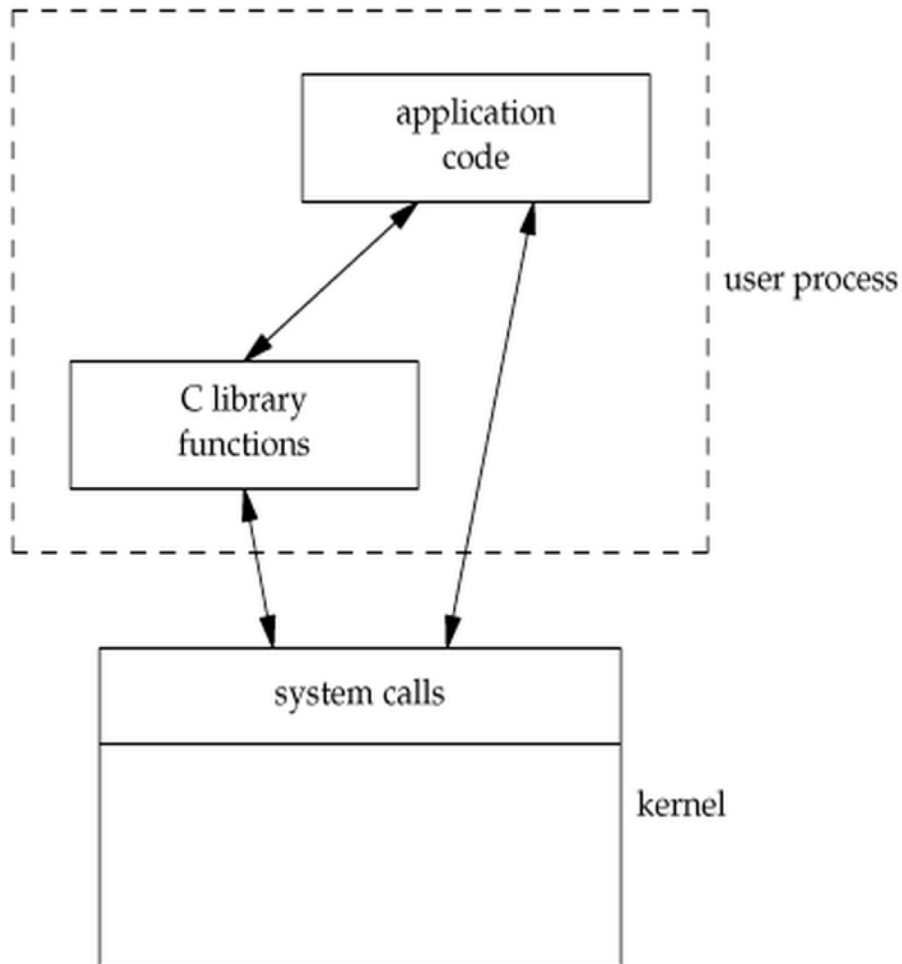 application
code
user process
C library
functions
system calls
kernel